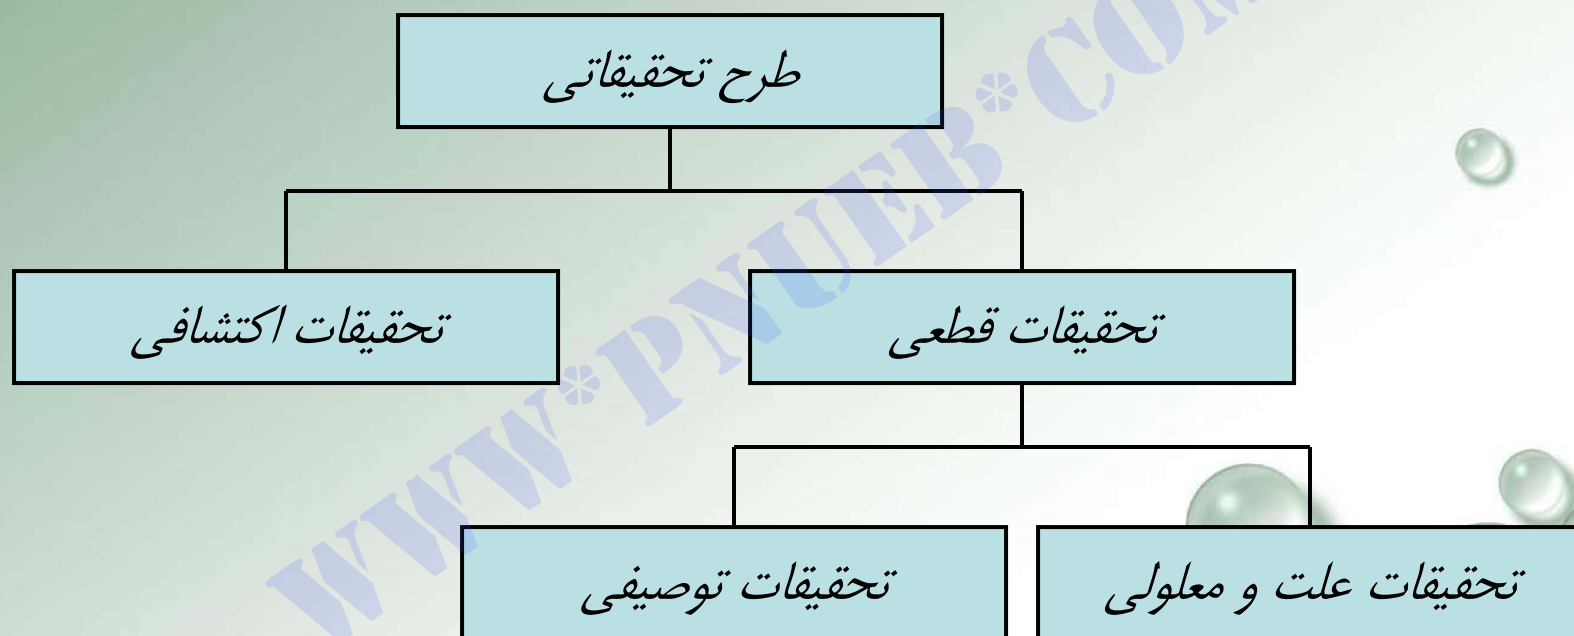 طرح تحقیقاتی
تحقیقات قطعی
تحقیقات اکتشافی
تحقیقات علت و معلولی
تحقیقات توصیفی
WWW*PNUEB*COM